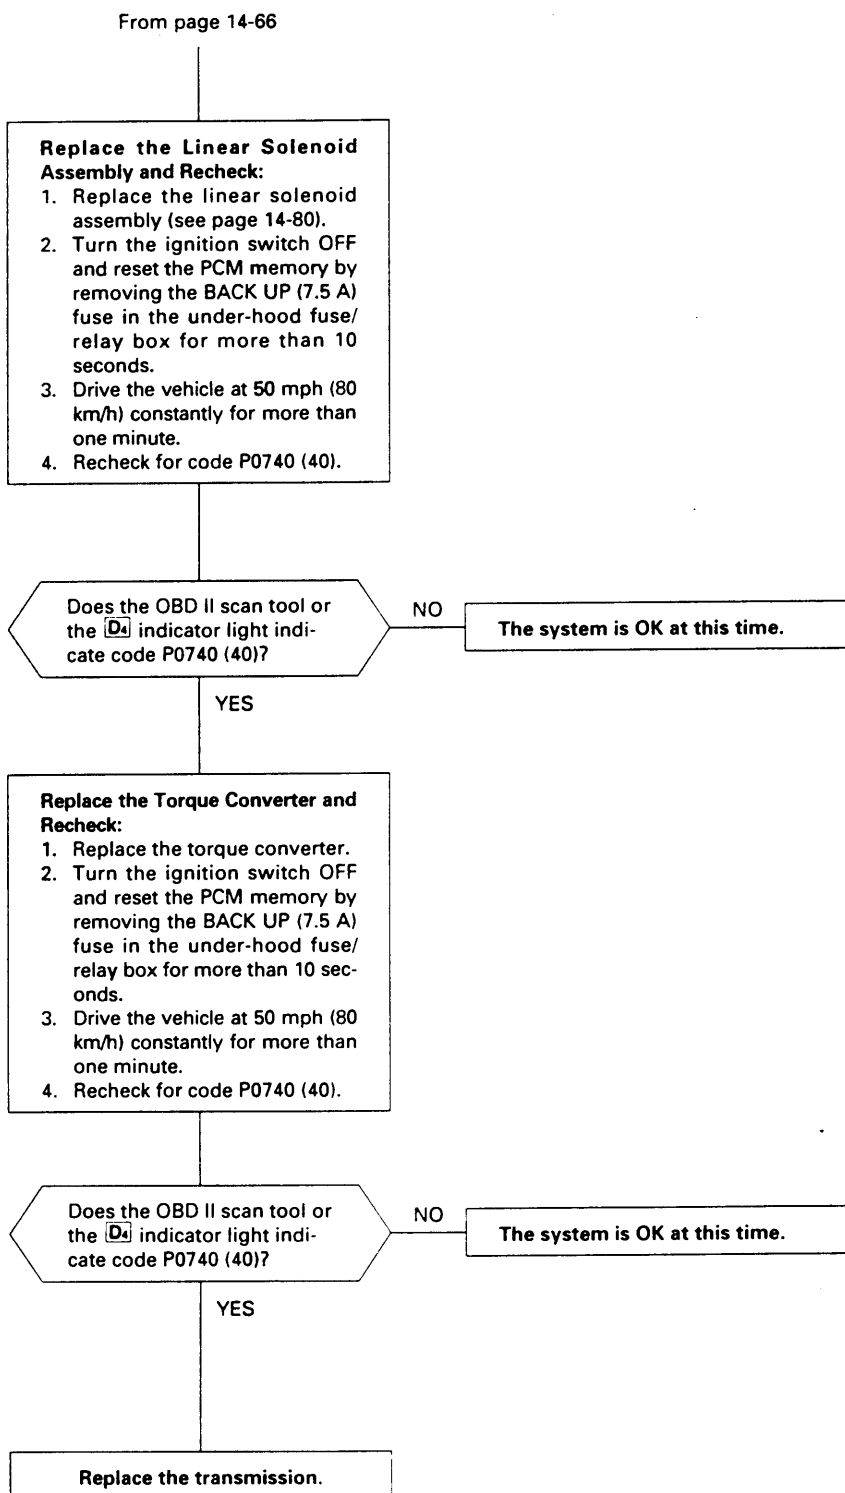 From page 14-66
Replace the Linear Solenoid
Assembly and Recheck:
1. Replace the linear solenoid
assembly (see page 14-80).
2. Turn the ignition switch OFF
and reset the PCM memory by
removing the BACK UP (7.5 A)
fuse in the under-hood fuse/
relay box for more than 10
seconds.
3. Drive the vehicle at 50 mph (80
km/h) constantly for more than
one minute.
4. Recheck for code P0740 (40).
Does the OBD II scan tool or
the D4 indicator light indi-
cate code P0740 (40)?
NO
The system is OK at this time.
YES
Replace the Torque Converter and
Recheck:
1. Replace the torque converter.
2. Turn the ignition switch OFF
and reset the PCM memory by
removing the BACK UP (7.5 A)
fuse in the under-hood fuse/
relay box for more than 10 sec-
onds.
3. Drive the vehicle at 50 mph (80
km/h) constantly for more than
one minute.
4. Recheck for code P0740 (40).
Does the OBD II scan tool or
the D4 indicator light indi-
cate code P0740 (40)?
NO
The system is OK at this time.
YES
Replace the transmission.